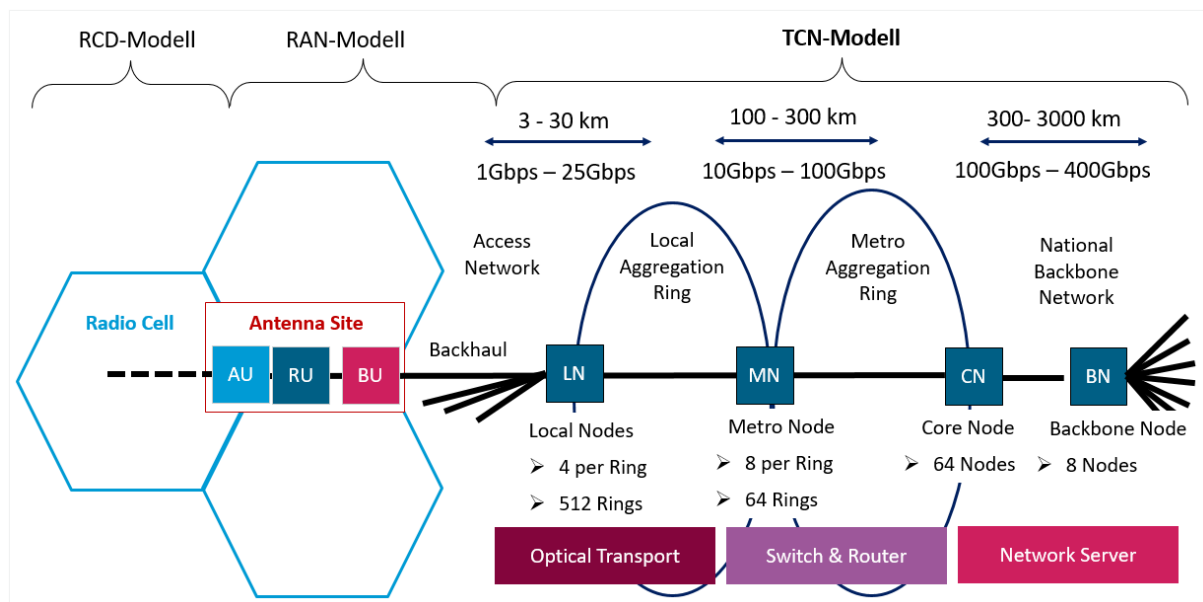 RCD-Modell
RAN-Modell
TCN-Modell
3 - 30 km
100 - 300 km
300- 3000 km
1Gbps – 25Gbps
10Gbps – 100Gbps
100Gbps – 400Gbps
Access
Network
Local
Aggregation
Ring
Metro
Aggregation
Ring
National
Backbone
Network
Radio Cell
Antenna Site
Backhaul
AU
RU
BU
LN
MN
CN
BN
Local Nodes
➢ 4 per Ring
➢ 512 Rings
Metro Node
➢ 8 per Ring
➢ 64 Rings
Core Node
➢ 64 Nodes
Backbone Node
➢ 8 Nodes
Optical Transport
Switch & Router
Network Server